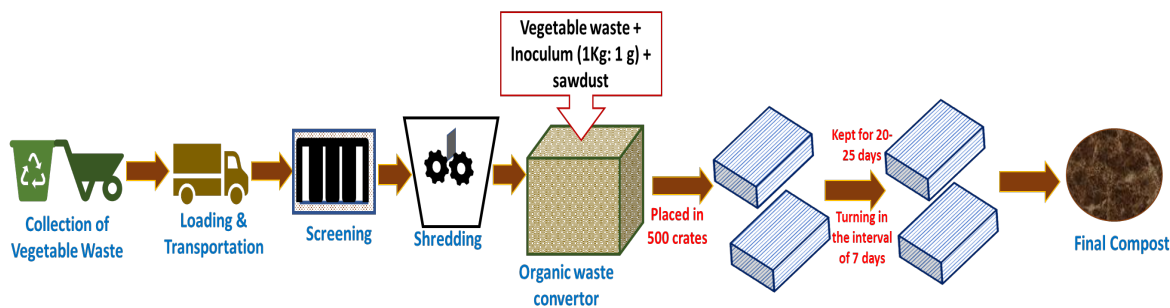 Vegetable waste +
Inoculum (1Kg: 1 g) +
sawdust
Collection of
Vegetable Waste
Loading &
Transportation
Screening
Shredding
Organic waste
convertor
Placed in
500 crates
Kept for 20-
25 days
Turning in
the interval
of 7 days
Final Compost